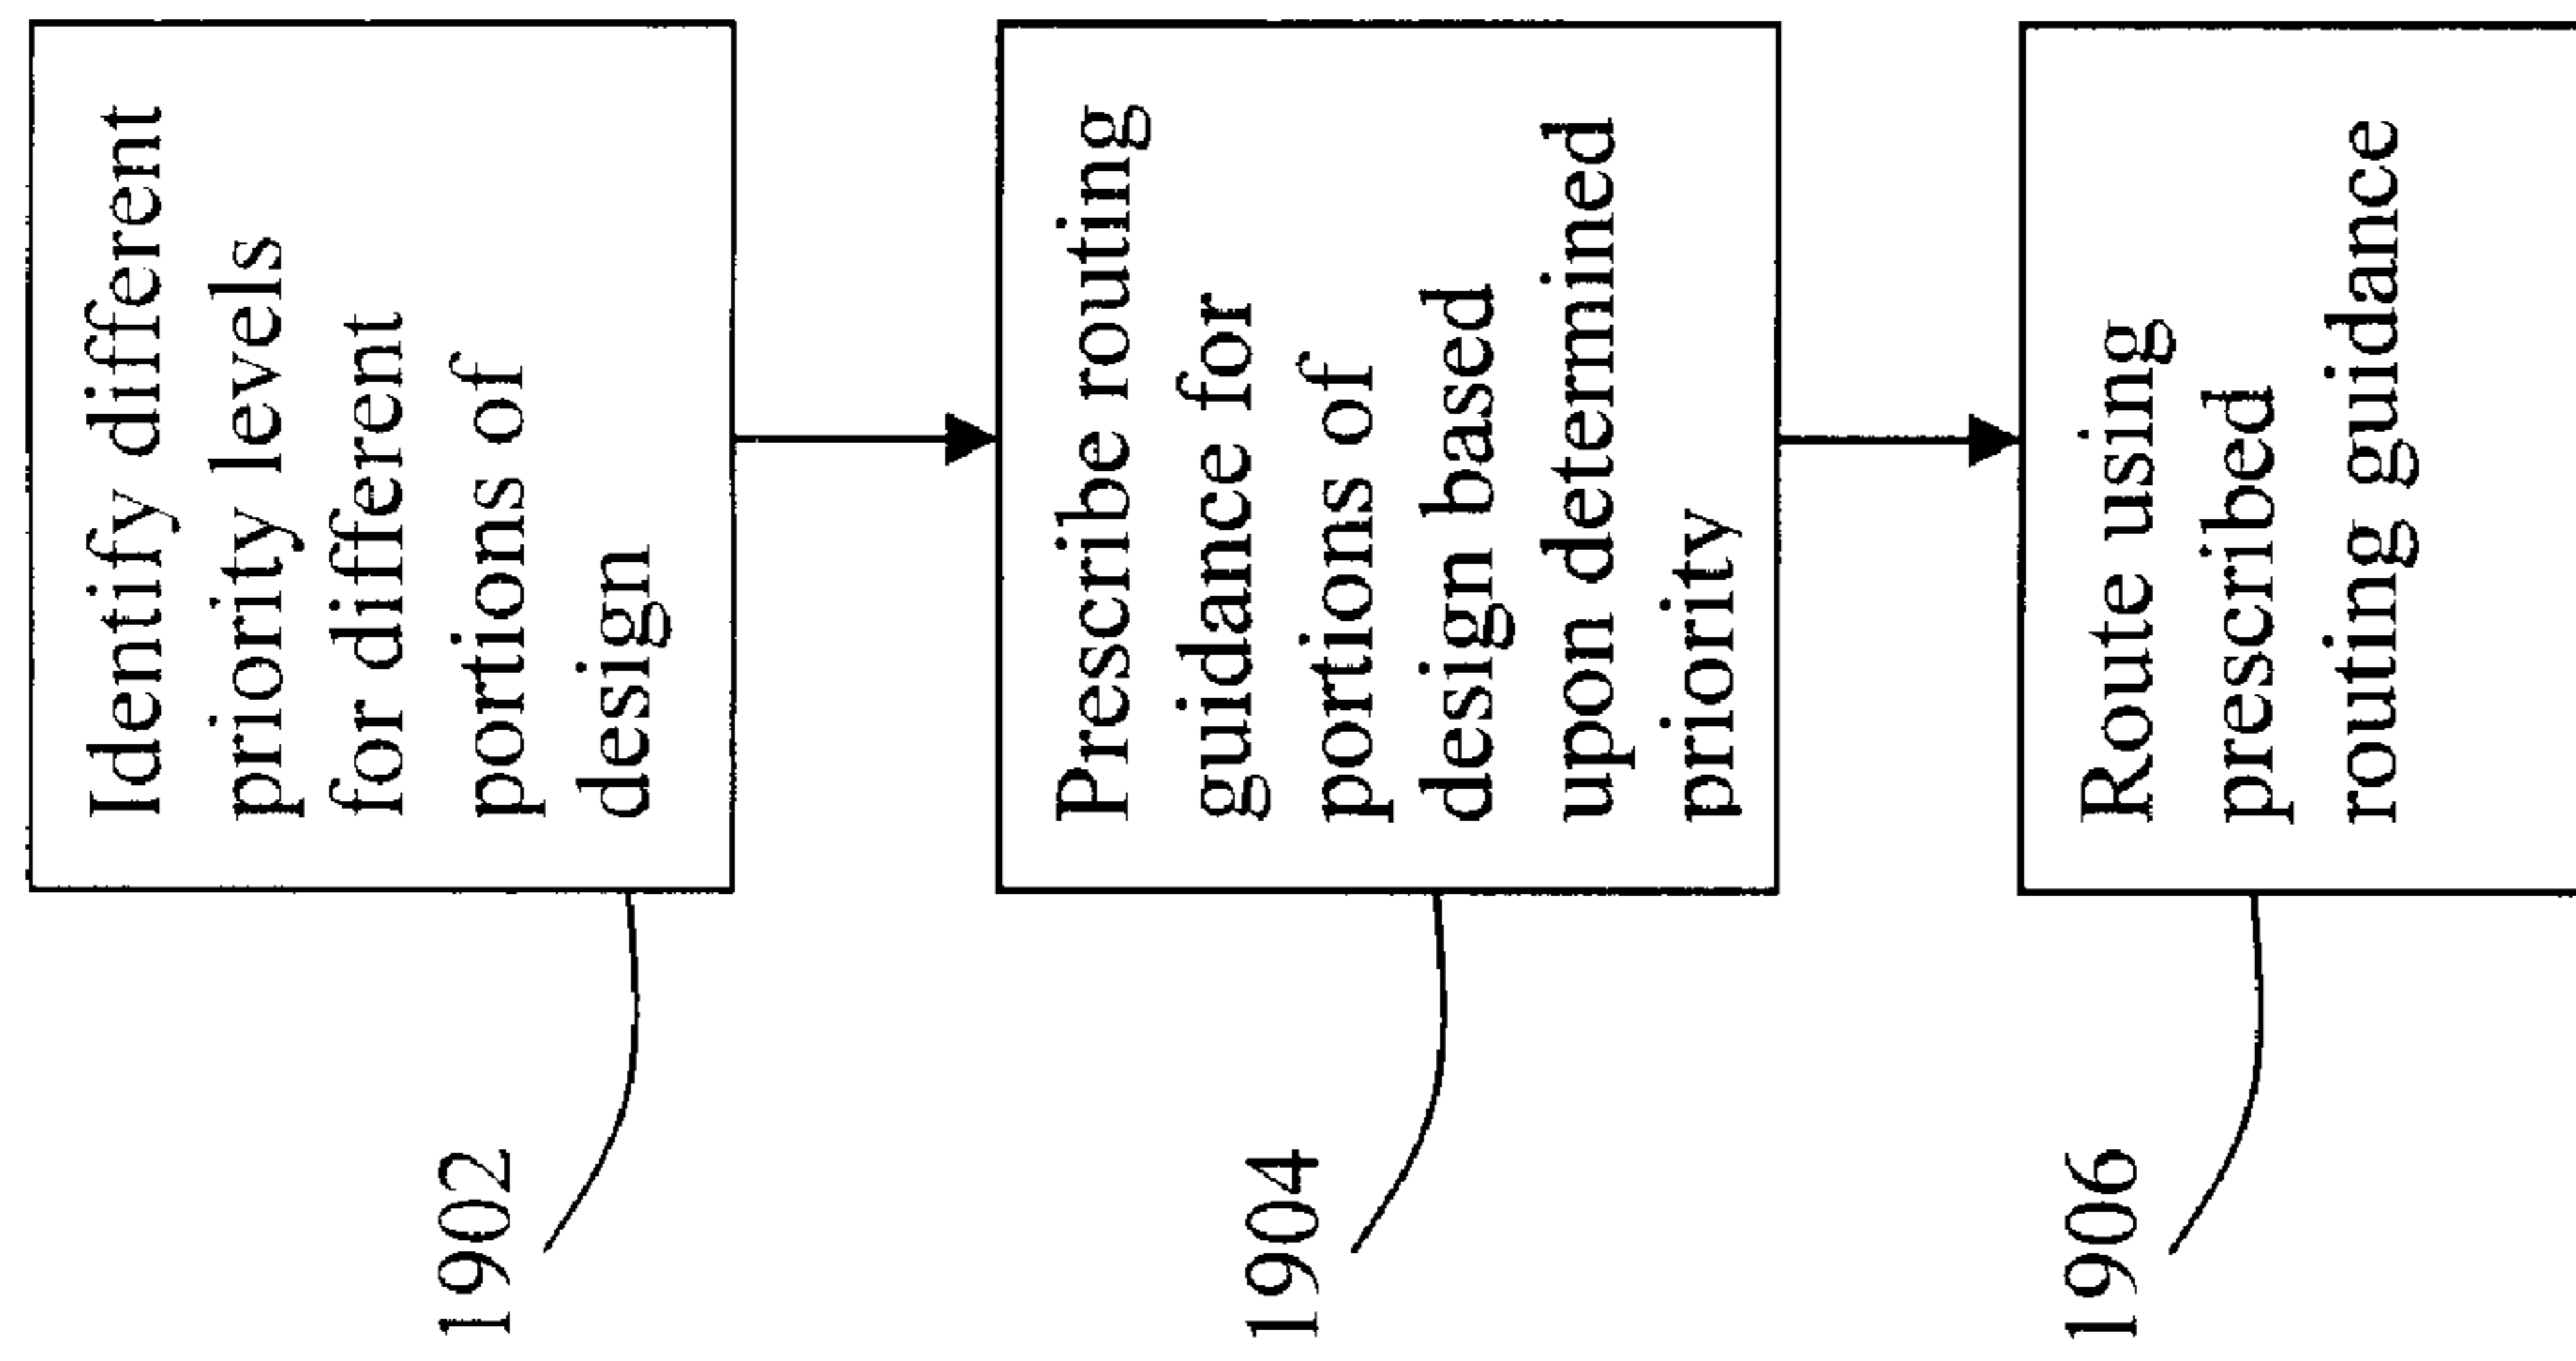 1902
Identify different
priority levels
for different
portions of
design
1904
Prescribe routing
guidance for
portions of
design based
upon determined
priority
1906
Route using
prescribed
routing guidance